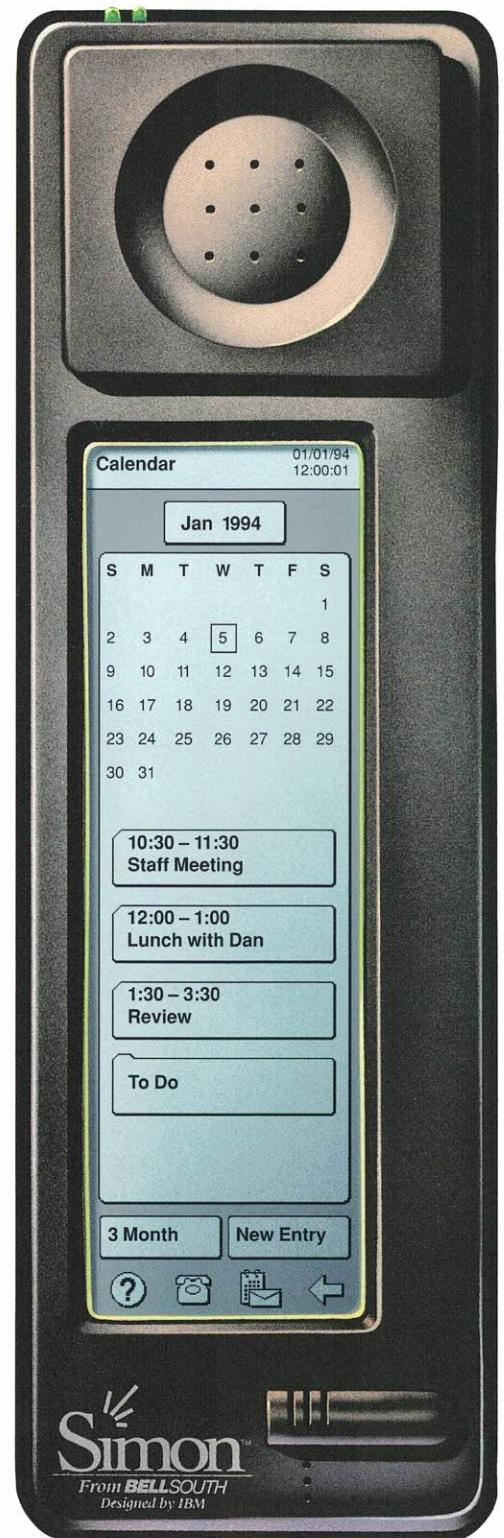 Calendar
01/01/94
12:00:01
Jan 1994
S M T W T F S
1
2 3 4 5 6 7 8
9 10 11 12 13 14 15
16 17 18 19 20 21 22
23 24 25 26 27 28 29
30 31
10:30 – 11:30
Staff Meeting
12:00 – 1:00
Lunch with Dan
1:30 – 3:30
Review
To Do
3 Month New Entry
?
Simon™
From BELLSOUTH
Designed by IBM